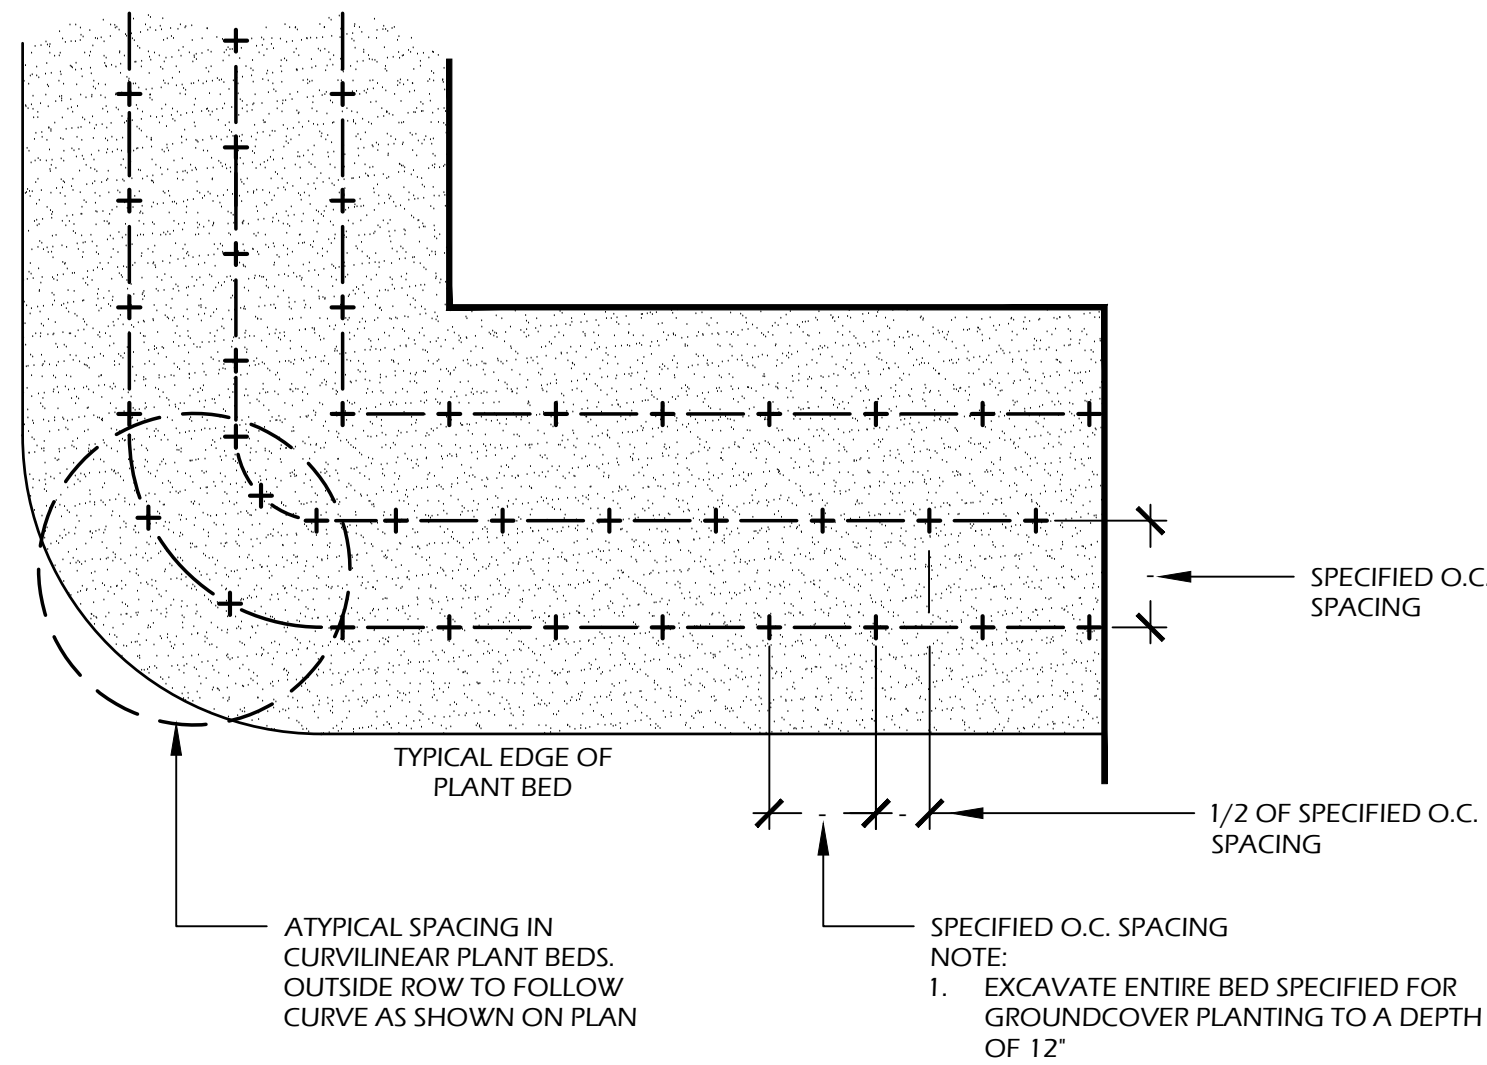 SPECIFIED O.C.
SPACING
TYPICAL EDGE OF
PLANT BED
1/2 OF SPECIFIED O.C.
SPACING
ATYPICAL SPACING IN
CURVILINEAR PLANT BEDS.
OUTSIDE ROW TO FOLLOW
CURVE AS SHOWN ON PLAN
SPECIFIED O.C. SPACING
NOTE:
1. EXCAVATE ENTIRE BED SPECIFIED FOR
GROUNDCOVER PLANTING TO A DEPTH
OF 12"